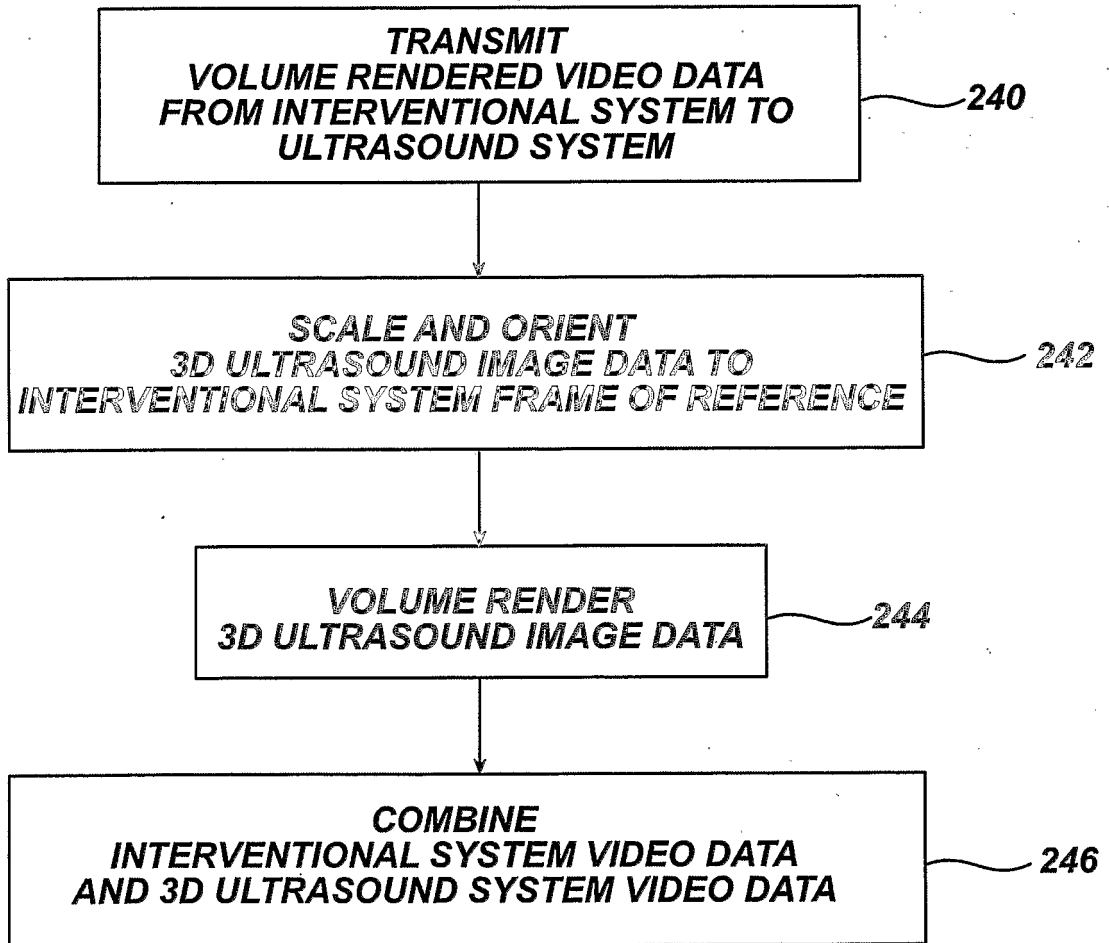 TRANSMIT
VOLUME RENDERED VIDEO DATA
FROM INTERVENTIONAL SYSTEM TO
ULTRASOUND SYSTEM
240
SCALE AND ORIENT
3D ULTRASOUND IMAGE DATA TO
INTERVENTIONAL SYSTEM FRAME OF REFERENCE
242
VOLUME RENDER
3D ULTRASOUND IMAGE DATA
244
COMBINE
INTERVENTIONAL SYSTEM VIDEO DATA
AND 3D ULTRASOUND SYSTEM VIDEO DATA
246